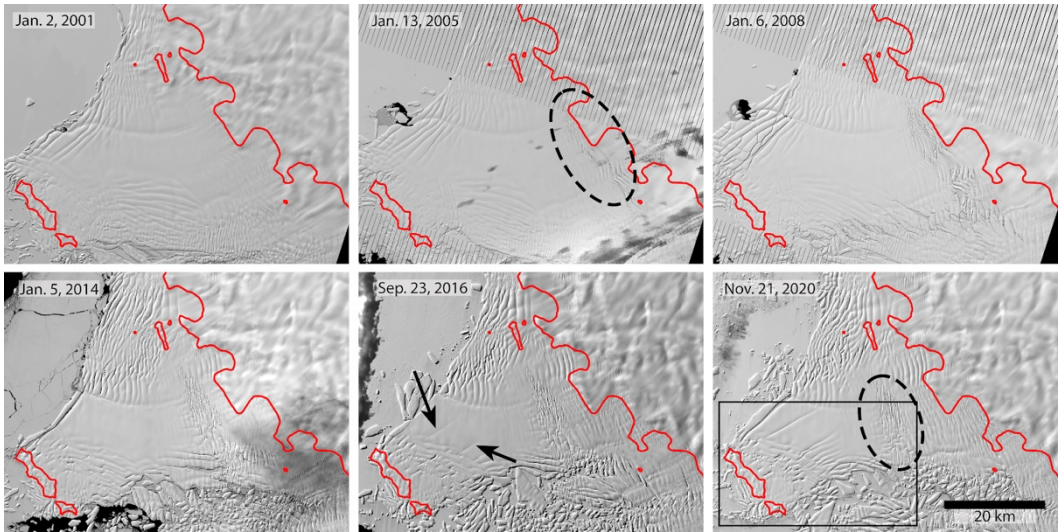 Jan. 2, 2001
Jan. 13, 2005
Jan. 6, 2008
Jan. 5, 2014
Sep. 23, 2016
Nov. 21, 2020
20 km